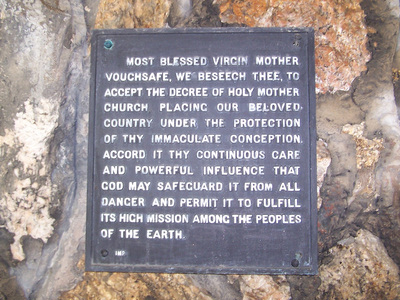 MOST BLESSED VIRGIN MOTHER
VOUCHSAFE, WE BESEECH THEE, TO
ACCEPT THE DECREE OF HOLY MOTHER
CHURCH PLACING OUR BELOVED
COUNTRY UNDER THE PROTECTION
OF THY IMMACULATE CONCEPTION.
ACCORD IT THY CONTINUOUS CARE
AND POWERFUL INFLUENCE THAT
GOD MAY SAFEGUARD IT FROM ALL
DANGER AND PERMIT IT TO FULFILL
ITS HIGH MISSION AMONG THE PEOPLES
OF THE EARTH.